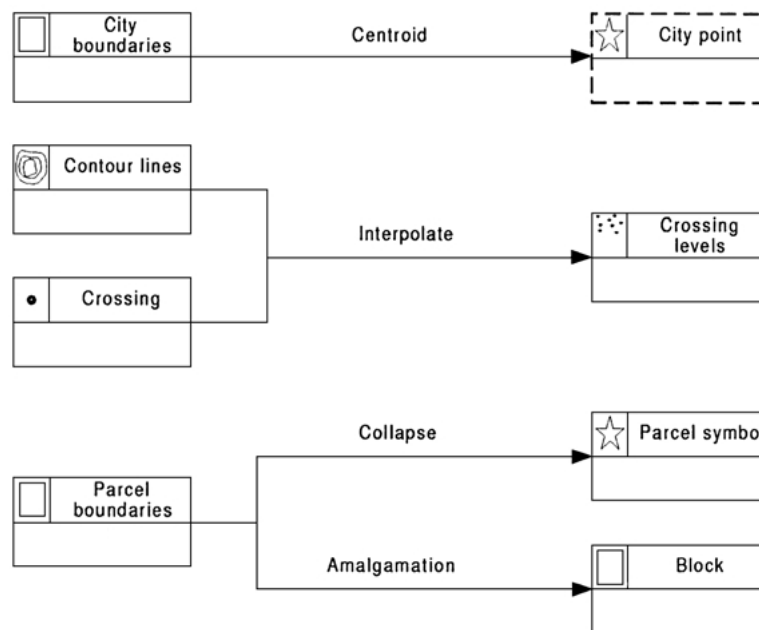 City
boundaries
Centroid
City point
Contour lines
Interpolate
Crossing
levels
Crossing
Collapse
Parcel symbo
Parcel
boundaries
Amalgamation
Block